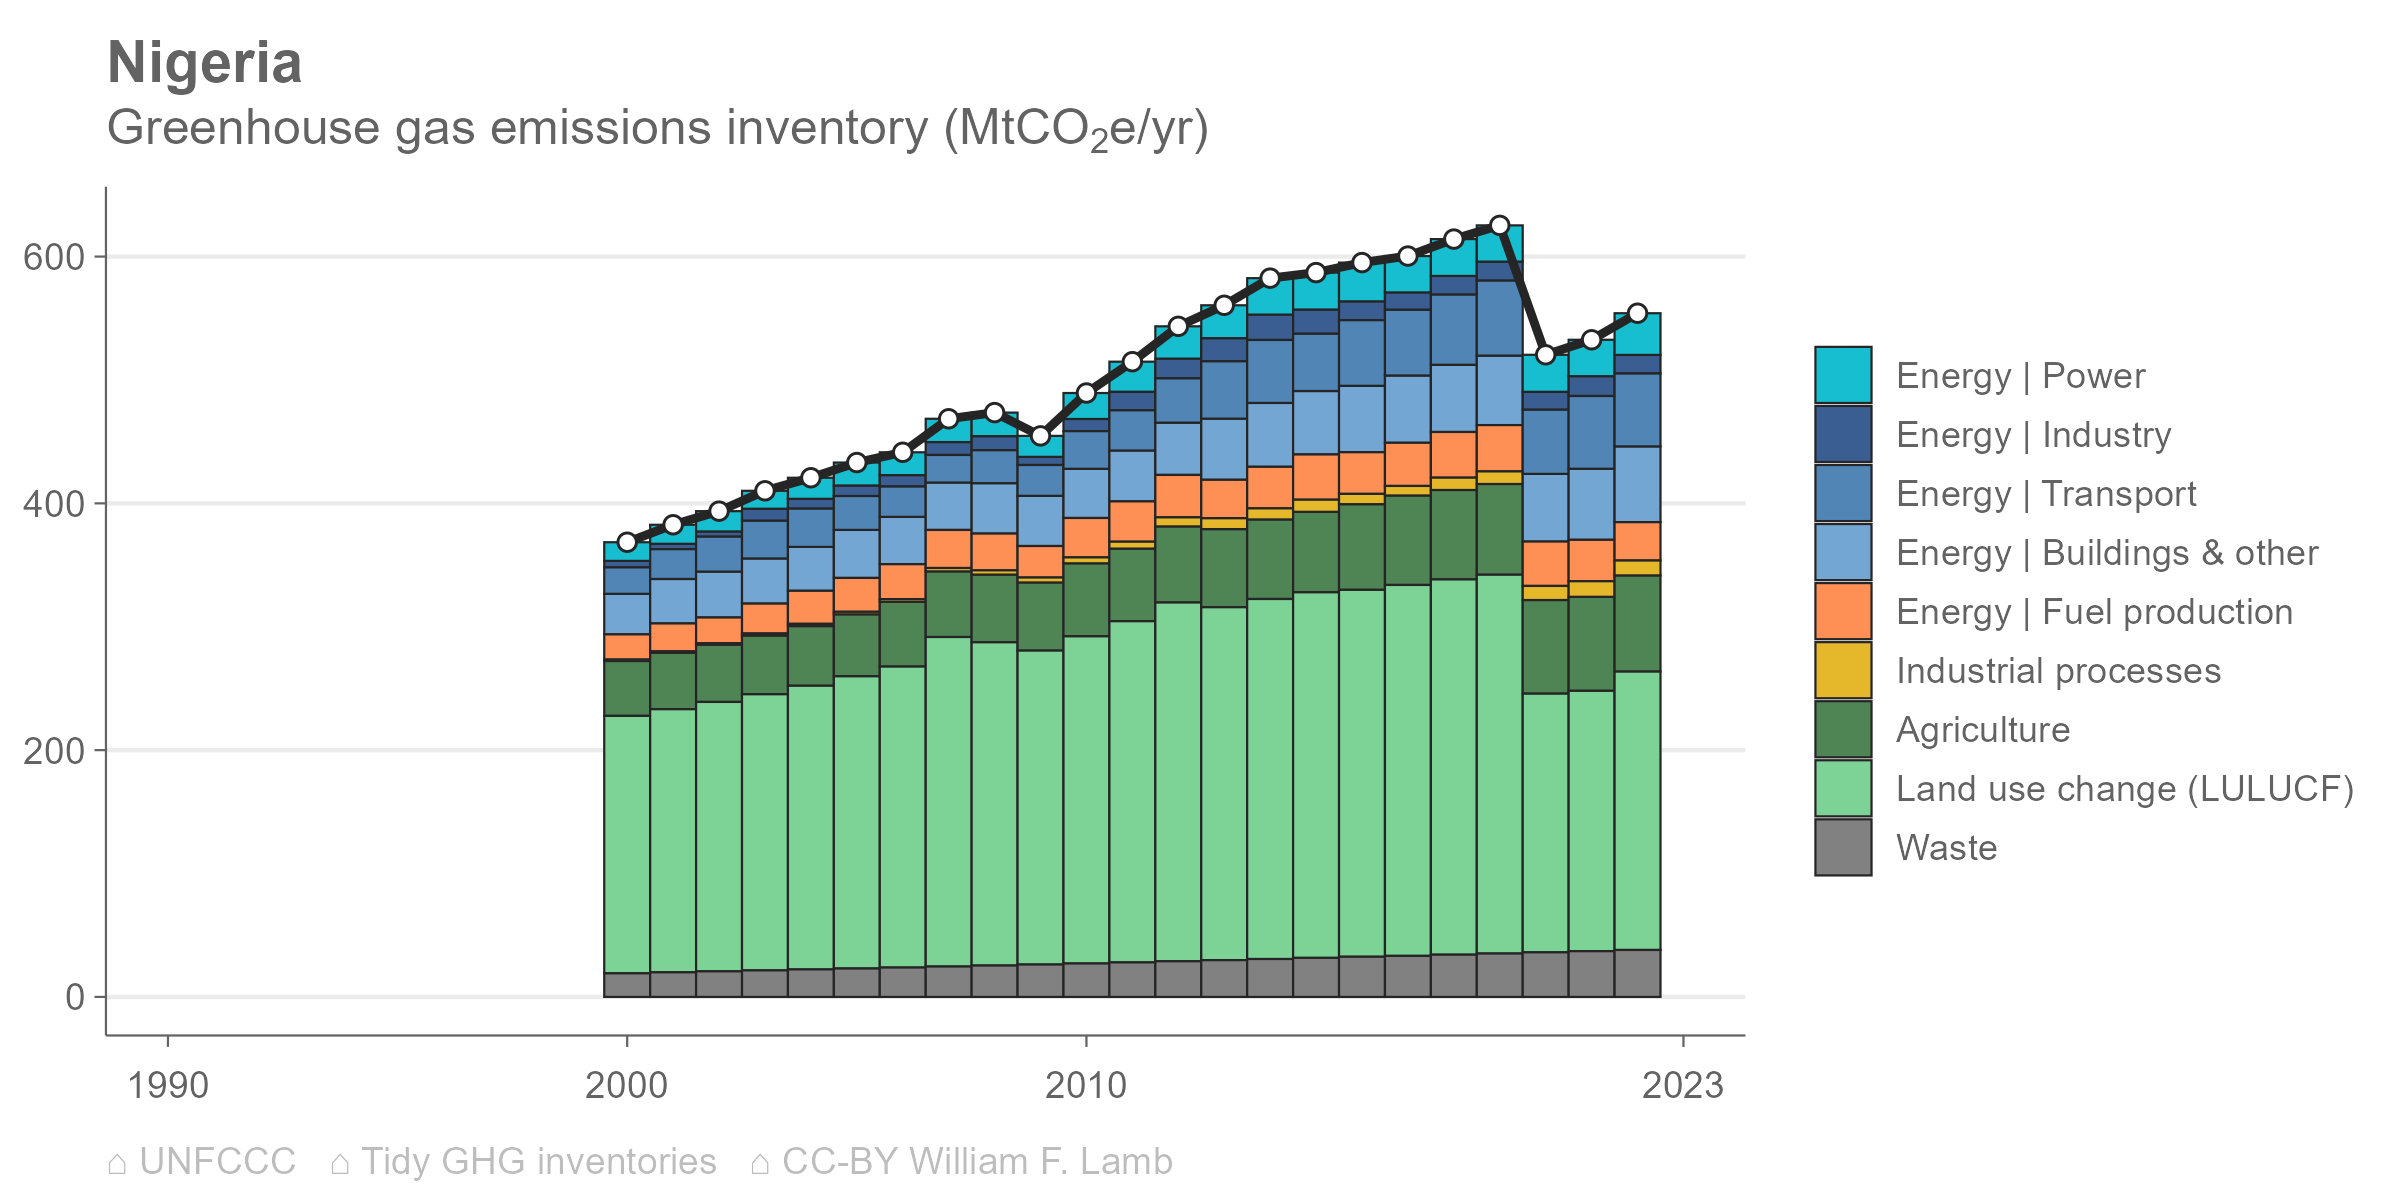 Nigeria
Greenhouse gas emissions inventory (MtCO₂e/yr)
600
400
200
0
1990
2000
2010
2023
Energy | Power
Energy | Industry
Energy | Transport
Energy | Buildings & other
Energy | Fuel production
Industrial processes
Agriculture
Land use change (LULUCF)
Waste
⌂ UNFCCC ⌂ Tidy GHG inventories ⌂ CC-BY William F. Lamb